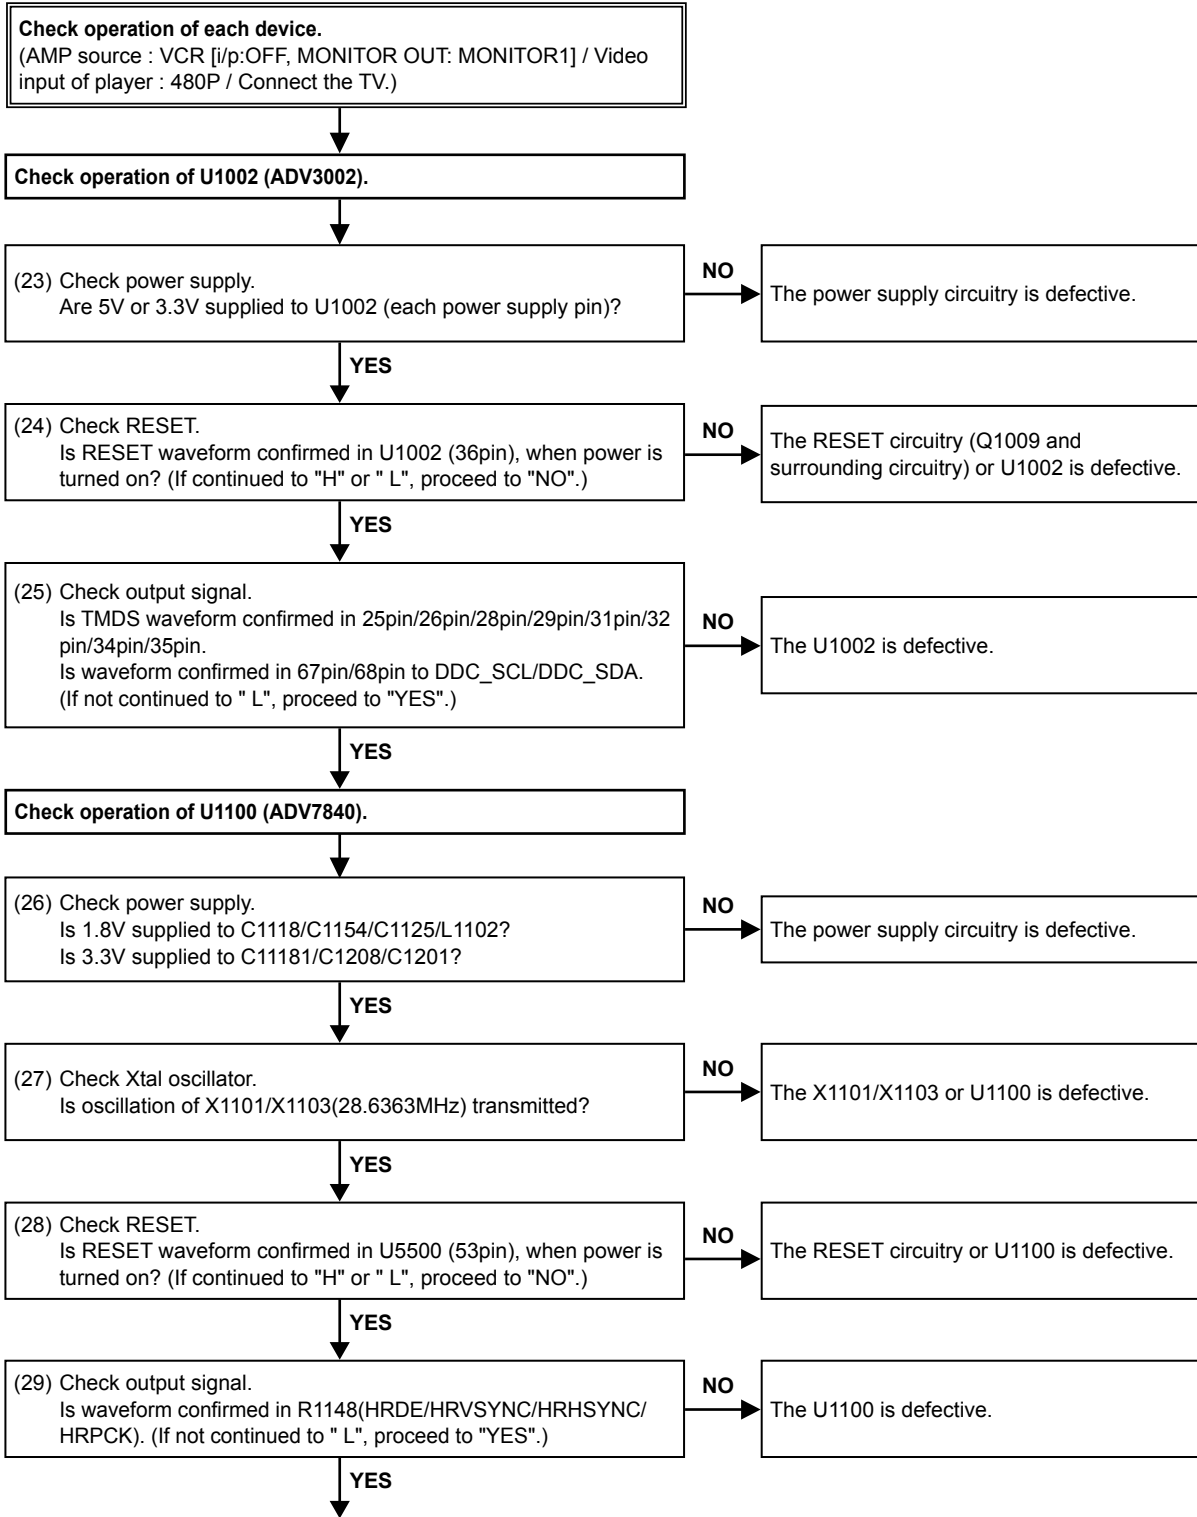 Check operation of each device.
(AMP source : VCR [i/p:OFF, MONITOR OUT: MONITOR1] / Video
input of player : 480P / Connect the TV.)
Check operation of U1002 (ADV3002).
(23) Check power supply.
Are 5V or 3.3V supplied to U1002 (each power supply pin)?
NO
The power supply circuitry is defective.
YES
(24) Check RESET.
Is RESET waveform confirmed in U1002 (36pin), when power is
turned on? (If continued to "H" or " L", proceed to "NO".)
NO
The RESET circuitry (Q1009 and
surrounding circuitry) or U1002 is defective.
YES
(25) Check output signal.
Is TMDS waveform confirmed in 25pin/26pin/28pin/29pin/31pin/32
pin/34pin/35pin.
Is waveform confirmed in 67pin/68pin to DDC_SCL/DDC_SDA.
(If not continued to " L", proceed to "YES".)
NO
The U1002 is defective.
YES
Check operation of U1100 (ADV7840).
(26) Check power supply.
Is 1.8V supplied to C1118/C1154/C1125/L1102?
Is 3.3V supplied to C11181/C1208/C1201?
NO
The power supply circuitry is defective.
YES
(27) Check Xtal oscillator.
Is oscillation of X1101/X1103(28.6363MHz) transmitted?
NO
The X1101/X1103 or U1100 is defective.
YES
(28) Check RESET.
Is RESET waveform confirmed in U5500 (53pin), when power is
turned on? (If continued to "H" or " L", proceed to "NO".)
NO
The RESET circuitry or U1100 is defective.
YES
(29) Check output signal.
Is waveform confirmed in R1148(HRDE/HRVSYNC/HRHSYNC/
HRPCK). (If not continued to " L", proceed to "YES".)
NO
The U1100 is defective.
YES